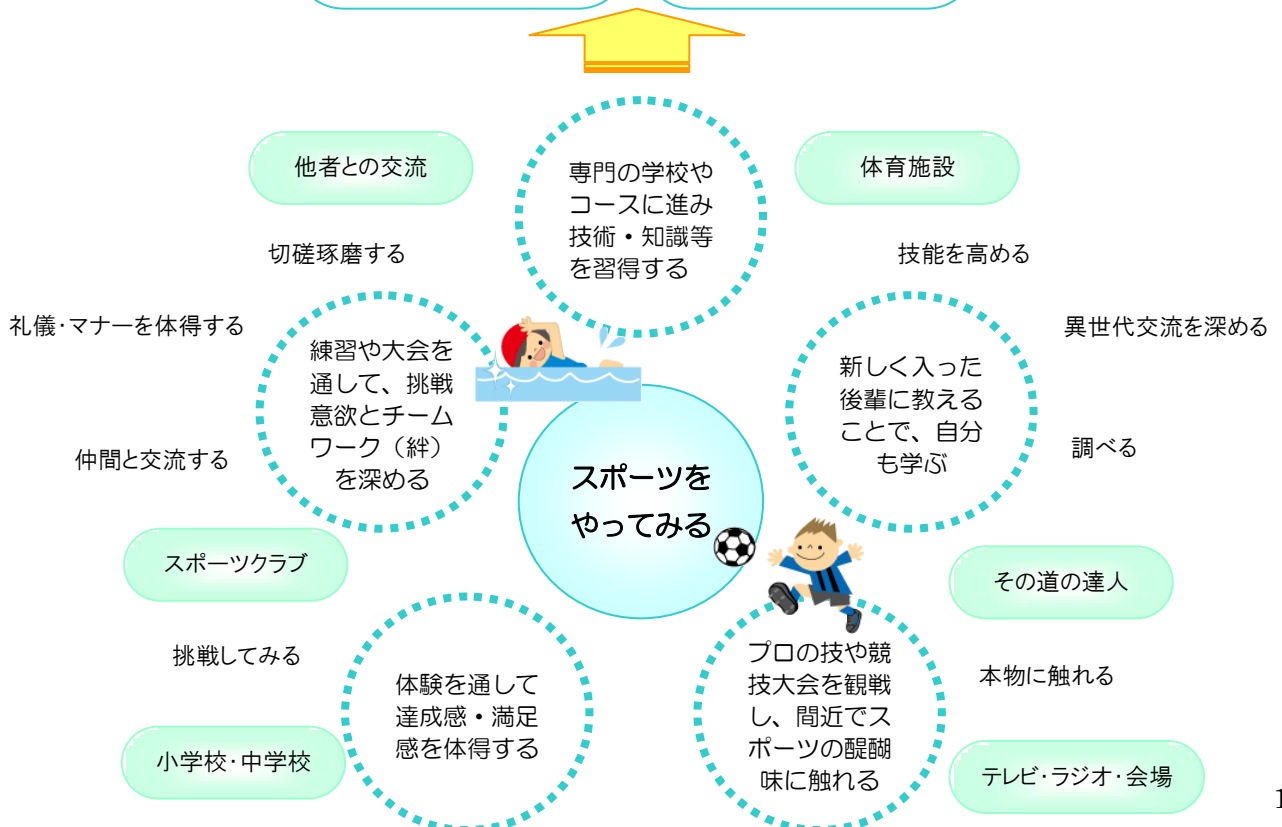 他者との交流
専門の学校や
コースに進み
技術・知識等
を習得する
体育施設
切磋琢磨する
技能を高める
礼儀・マナーを体得する
異世代交流を深める
練習や大会を
通して、挑戦
意欲とチーム
ワーク（絆）
を深める
新しく入った
後輩に教える
ことで、自分
も学ぶ
仲間と交流する
調べる
スポーツを
やってみる
スポーツクラブ
その道の達人
挑戦してみる
本物に触れる
体験を通して
達成感・満足
感を体得する
プロの技や競
技大会を観戦
し、間近でス
ポーツの醍醐
味に触れる
小学校・中学校
テレビ・ラジオ・会場
1